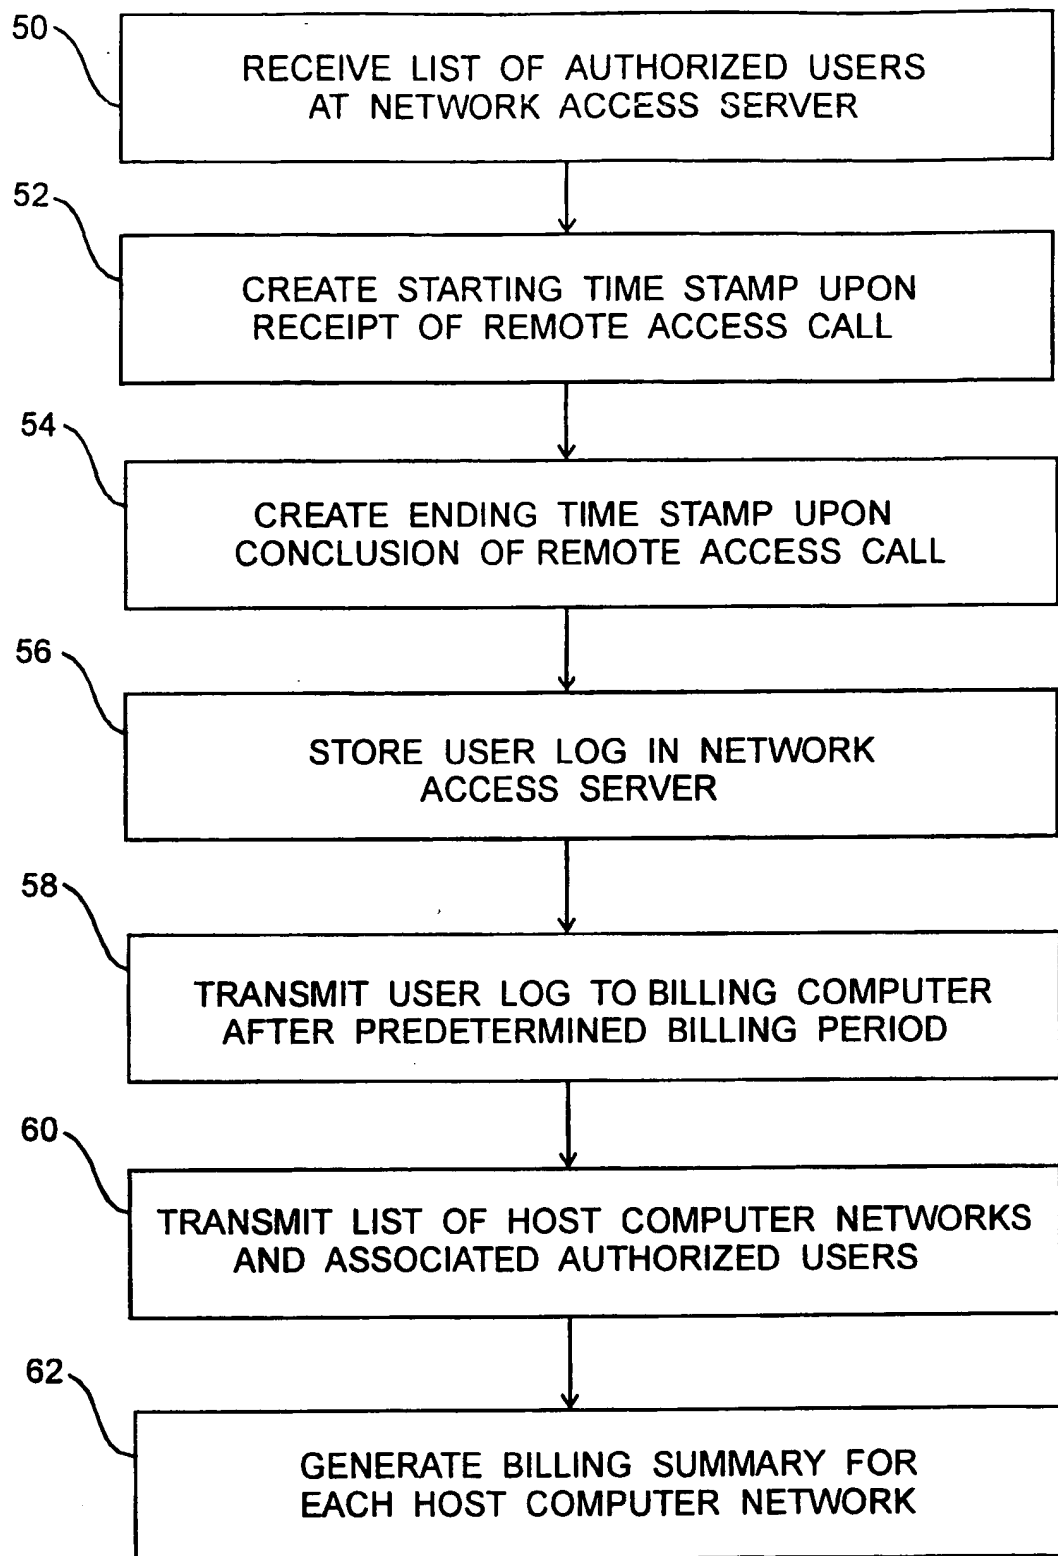 50
RECEIVE LIST OF AUTHORIZED USERS
AT NETWORK ACCESS SERVER
52
CREATE STARTING TIME STAMP UPON
RECEIPT OF REMOTE ACCESS CALL
54
CREATE ENDING TIME STAMP UPON
CONCLUSION OF REMOTE ACCESS CALL
56
STORE USER LOG IN NETWORK
ACCESS SERVER
58
TRANSMIT USER LOG TO BILLING COMPUTER
AFTER PREDETERMINED BILLING PERIOD
60
TRANSMIT LIST OF HOST COMPUTER NETWORKS
AND ASSOCIATED AUTHORIZED USERS
62
GENERATE BILLING SUMMARY FOR
EACH HOST COMPUTER NETWORK